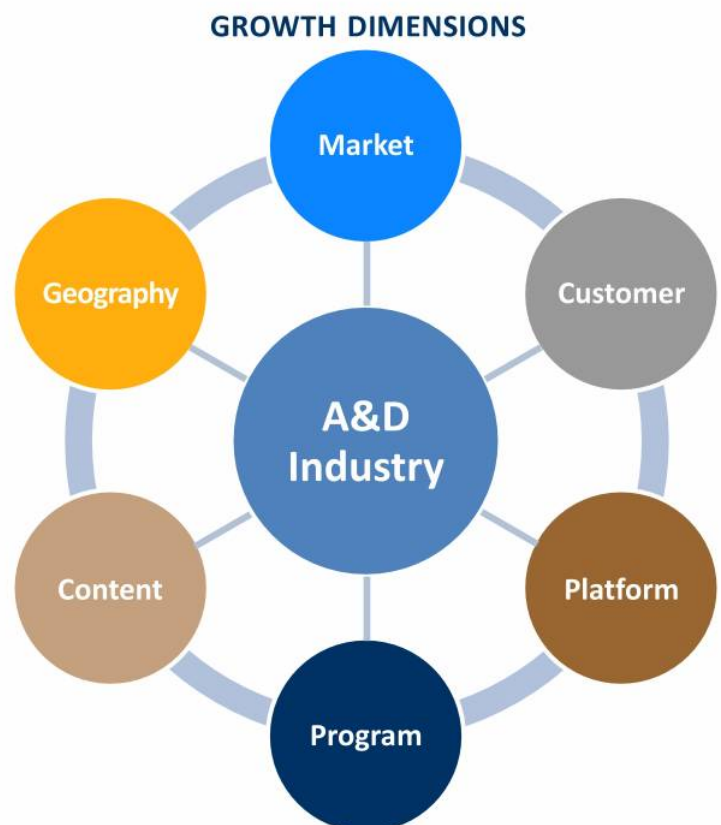 GROWTH DIMENSIONS
Market
Customer
Platform
Program
Content
Geography
A&D
Industry